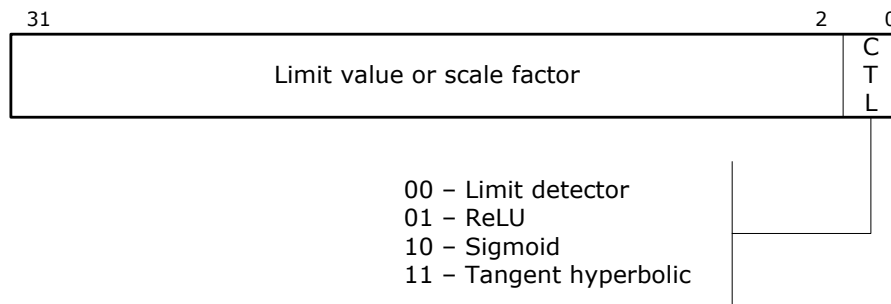 31 2 0
Limit value or scale factor
C
T
L
00 – Limit detector
01 – ReLU
10 – Sigmoid
11 – Tangent hyperbolic